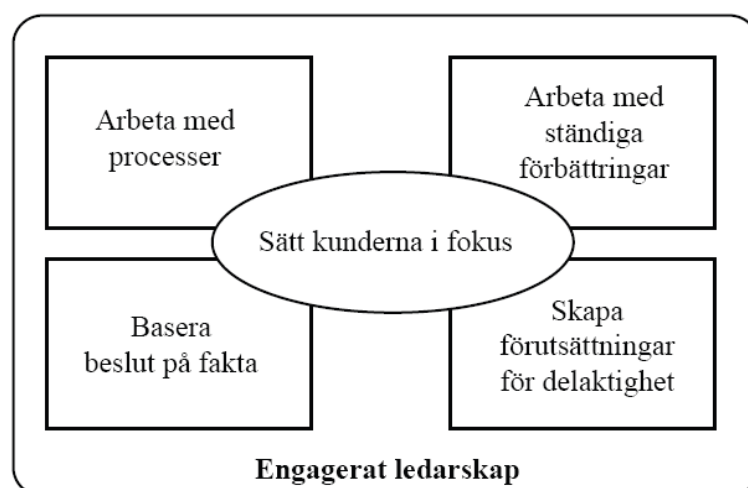 Arbeta med
processer
Arbeta med
ständiga
förbättringar
Sätt kunderna i fokus
Basera
beslut på fakta
Skapa
förutsättningar
för delaktighet
Engagerat ledarskap